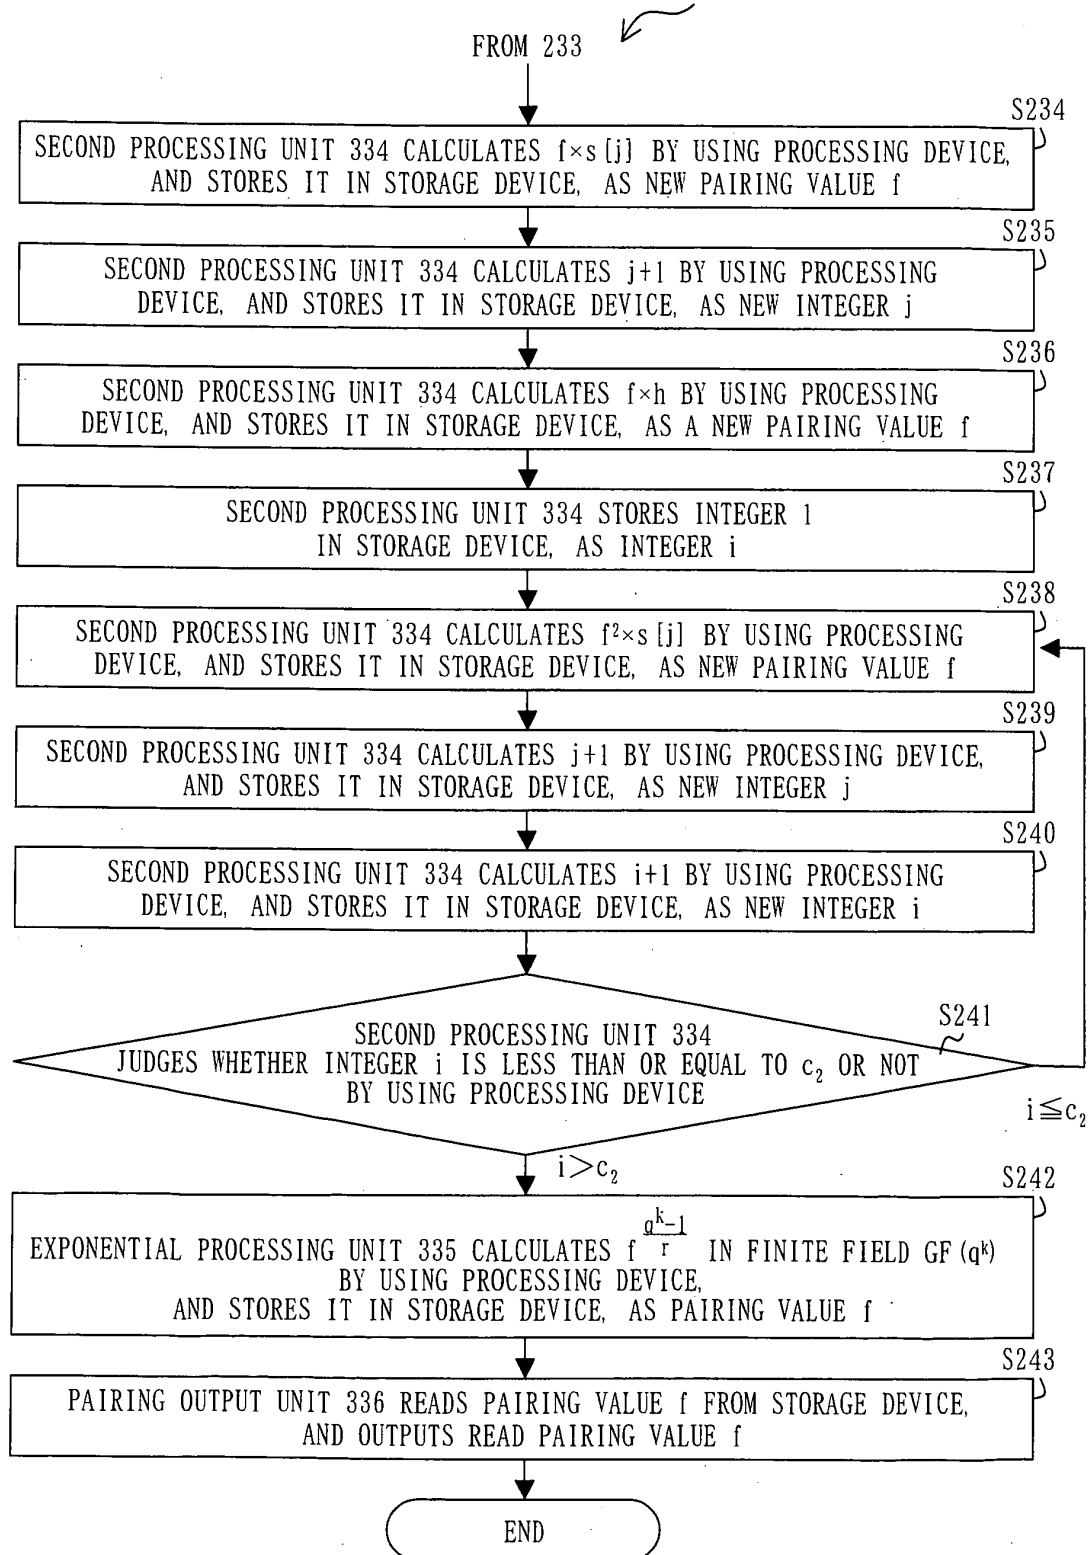 FROM 233
S234
SECOND PROCESSING UNIT 334 CALCULATES f×s[j] BY USING PROCESSING DEVICE,
AND STORES IT IN STORAGE DEVICE, AS NEW PAIRING VALUE f
S235
SECOND PROCESSING UNIT 334 CALCULATES j+1 BY USING PROCESSING
DEVICE, AND STORES IT IN STORAGE DEVICE, AS NEW INTEGER j
S236
SECOND PROCESSING UNIT 334 CALCULATES f×h BY USING PROCESSING
DEVICE, AND STORES IT IN STORAGE DEVICE, AS A NEW PAIRING VALUE f
S237
SECOND PROCESSING UNIT 334 STORES INTEGER 1
IN STORAGE DEVICE, AS INTEGER i
S238
SECOND PROCESSING UNIT 334 CALCULATES f²×s[j] BY USING PROCESSING
DEVICE, AND STORES IT IN STORAGE DEVICE, AS NEW PAIRING VALUE f
S239
SECOND PROCESSING UNIT 334 CALCULATES j+1 BY USING PROCESSING DEVICE,
AND STORES IT IN STORAGE DEVICE, AS NEW INTEGER j
S240
SECOND PROCESSING UNIT 334 CALCULATES i+1 BY USING PROCESSING
DEVICE, AND STORES IT IN STORAGE DEVICE, AS NEW INTEGER i
S241
SECOND PROCESSING UNIT 334
JUDGES WHETHER INTEGER i IS LESS THAN OR EQUAL TO c₂ OR NOT
BY USING PROCESSING DEVICE
i≦c₂
i>c₂
S242
EXPONENTIAL PROCESSING UNIT 335 CALCULATES f^((q^k−1)/r) IN FINITE FIELD GF(q^k)
BY USING PROCESSING DEVICE,
AND STORES IT IN STORAGE DEVICE, AS PAIRING VALUE f
S243
PAIRING OUTPUT UNIT 336 READS PAIRING VALUE f FROM STORAGE DEVICE,
AND OUTPUTS READ PAIRING VALUE f
END